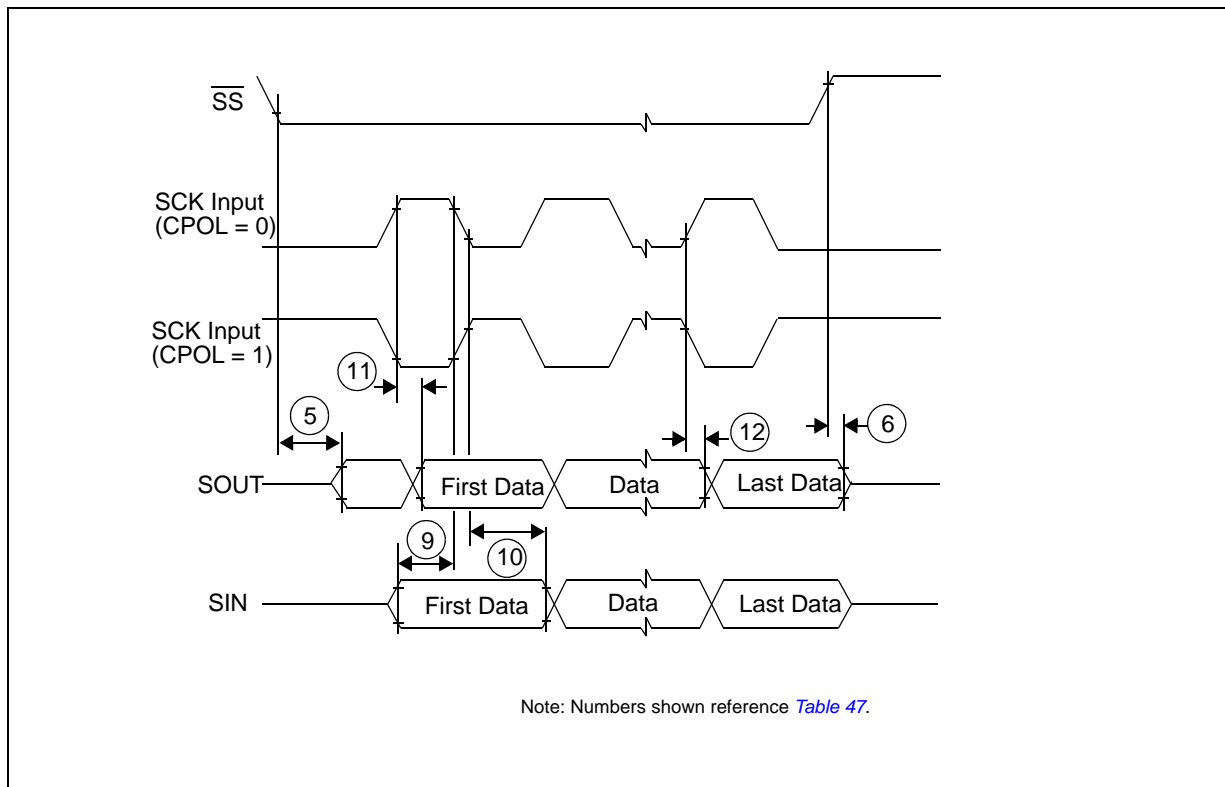 SS
SCK Input
(CPOL = 0)
SCK Input
(CPOL = 1)
11
5
12
6
SOUT
First Data
Data
Last Data
9
10
SIN
First Data
Data
Last Data
Note: Numbers shown reference Table 47.